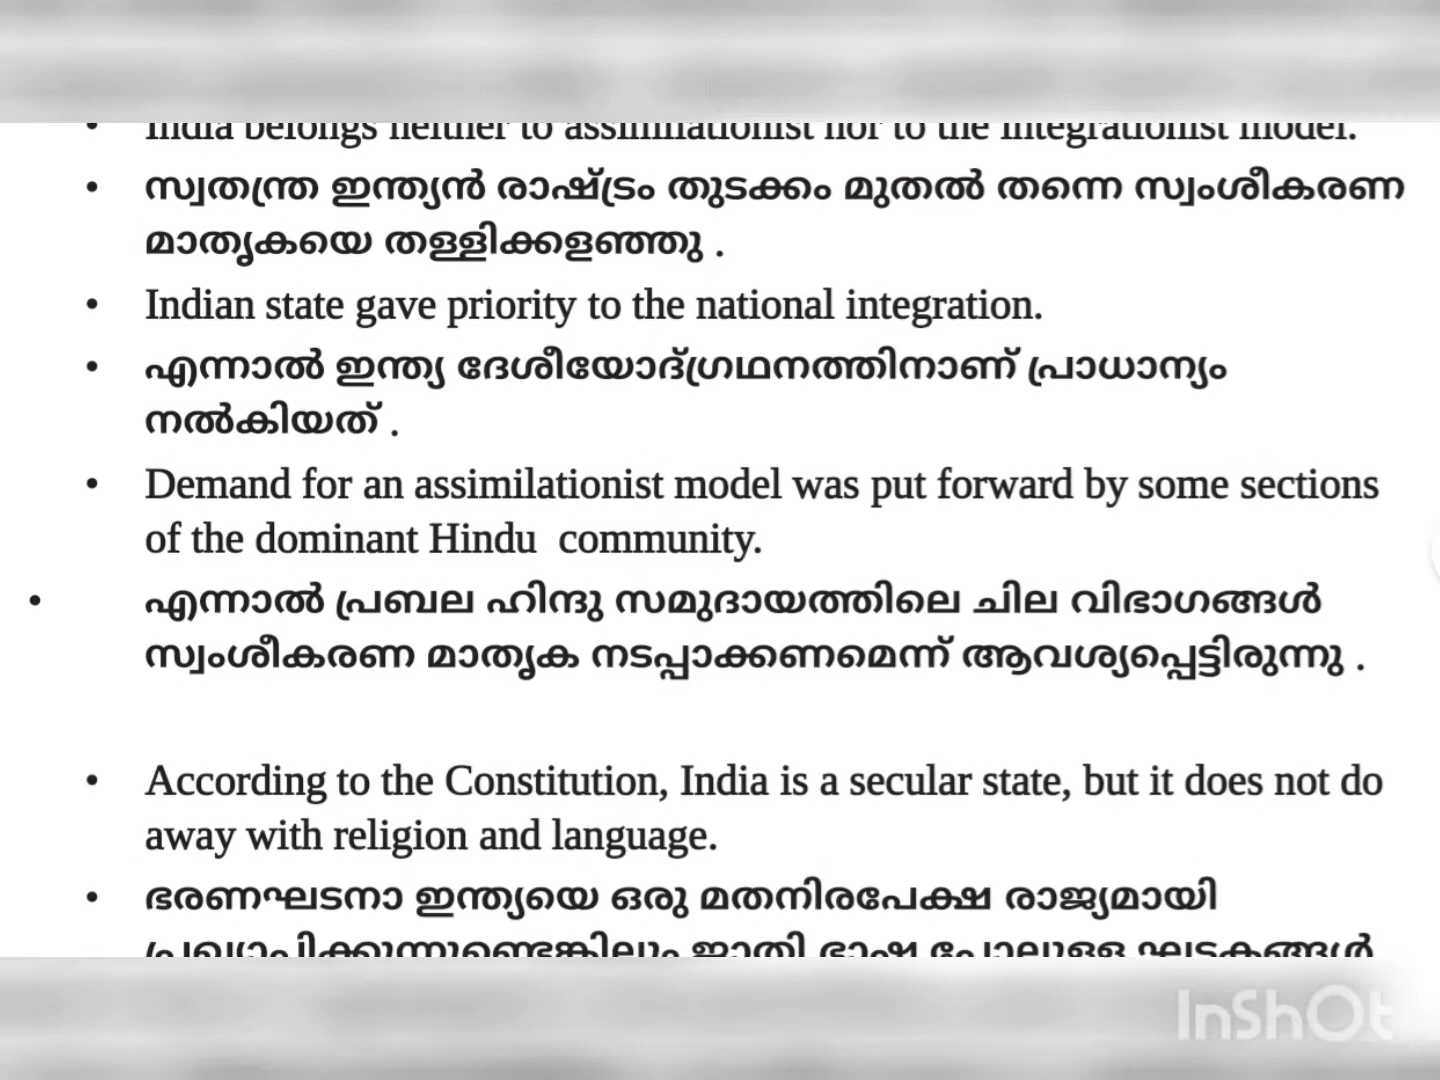 India belongs neither to assimilationist nor to the integrationist model.
സ്വതന്ത്ര ഇന്ത്യൻ രാഷ്ട്രം തുടക്കം മുതൽ തന്നെ സ്വംശീകരണ
മാതൃകയെ തള്ളിക്കളഞ്ഞു .
Indian state gave priority to the national integration.
എന്നാൽ ഇന്ത്യ ദേശീയോദ്ഗ്രഥനത്തിനാണ് പ്രാധാന്യം
നൽകിയത് .
Demand for an assimilationist model was put forward by some sections
of the dominant Hindu  community.
എന്നാൽ പ്രബല ഹിന്ദു സമുദായത്തിലെ ചില വിഭാഗങ്ങൾ
സ്വംശീകരണ മാതൃക നടപ്പാക്കണമെന്ന് ആവശ്യപ്പെട്ടിരുന്നു .
According to the Constitution, India is a secular state, but it does not do
away with religion and language.
ഭരണഘടനാ ഇന്ത്യയെ ഒരു മതനിരപേക്ഷ രാജ്യമായി
പ്രഖ്യാപിക്കുന്നുണ്ടെങ്കിലും ജാതി ഭാഷ പോലുള്ള ഘടകങ്ങൾ
InShOt